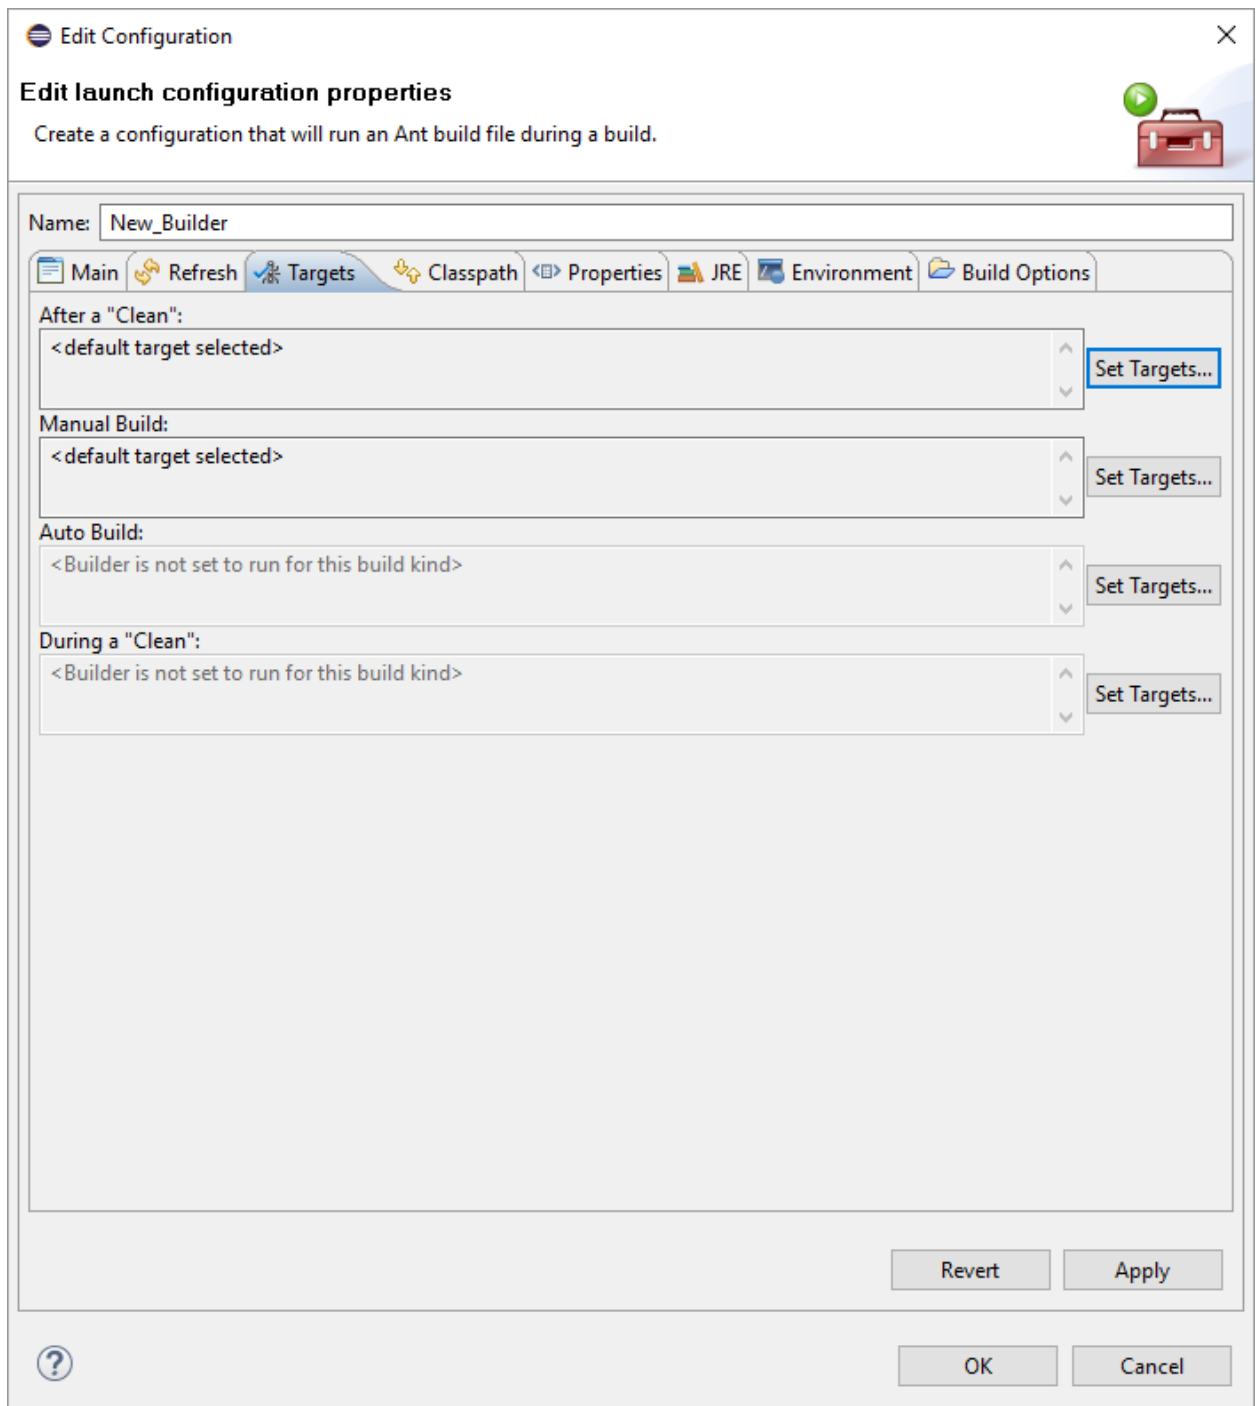 Edit Configuration
Edit launch configuration properties
Create a configuration that will run an Ant build file during a build.
Name: New_Builder
Main Refresh Targets Classpath Properties JRE Environment Build Options
After a "Clean":
<default target selected>
Set Targets...
Manual Build:
<default target selected>
Set Targets...
Auto Build:
<Builder is not set to run for this build kind>
Set Targets...
During a "Clean":
<Builder is not set to run for this build kind>
Set Targets...
Revert Apply
? OK Cancel